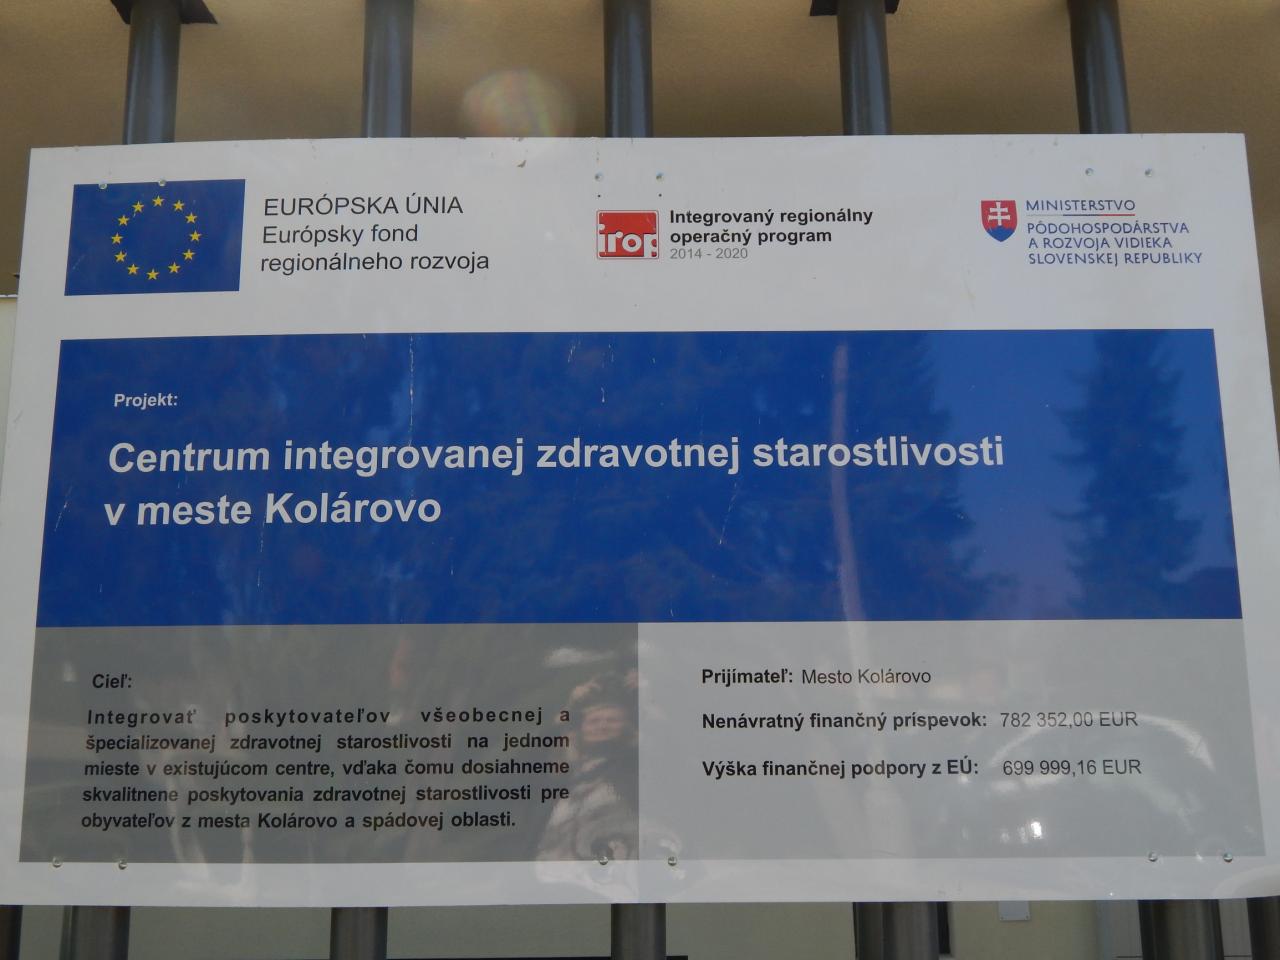 EURÓPSKA ÚNIA
Európsky fond
regionálneho rozvoja
irop
Integrovaný regionálny
operačný program
2014 - 2020
MINISTERSTVO
PÔDOHOSPODÁRSTVA
A ROZVOJA VIDIEKA
SLOVENSKEJ REPUBLIKY
Projekt:
Centrum integrovanej zdravotnej starostlivosti
v meste Kolárovo
Cieľ:
Integrovať poskytovateľov všeobecnej a
špecializovanej zdravotnej starostlivosti na jednom
mieste v existujúcom centre, vďaka čomu dosiahneme
skvalitnene poskytovania zdravotnej starostlivosti pre
obyvateľov z mesta Kolárovo a spádovej oblasti.
Prijímateľ: Mesto Kolárovo
Nenávratný finančný príspevok: 782 352,00 EUR
Výška finančnej podpory z EÚ: 699 999,16 EUR